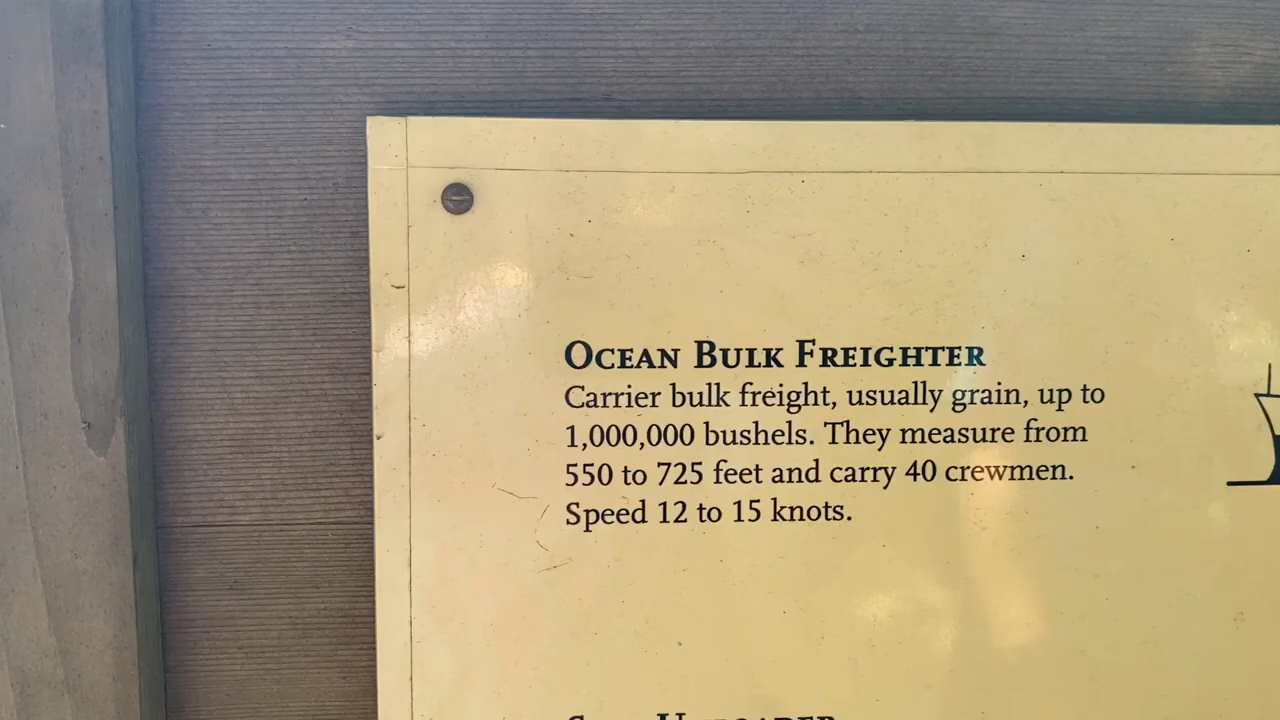 OCEAN BULK FREIGHTER
Carrier bulk freight, usually grain, up to
1,000,000 bushels. They measure from
550 to 725 feet and carry 40 crewmen.
Speed 12 to 15 knots.